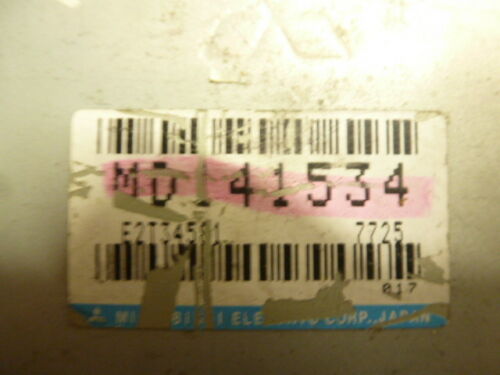 MD141534
E2T34581 7725
017
MITSUBISHI ELECTRIC CORP., JAPAN